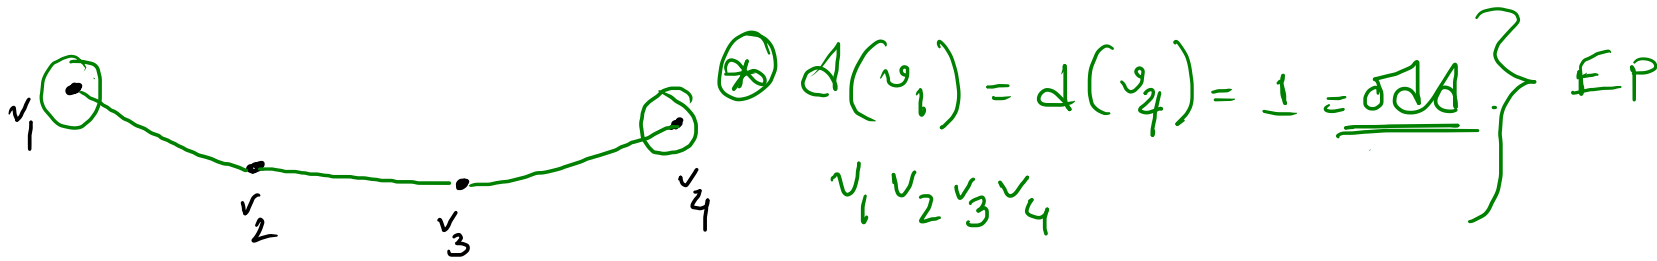 ⊛ d(v₁) = d(v₄) = 1 = odd } EP
v₁ v₂ v₃ v₄
v₁
v₂
v₃
v₄